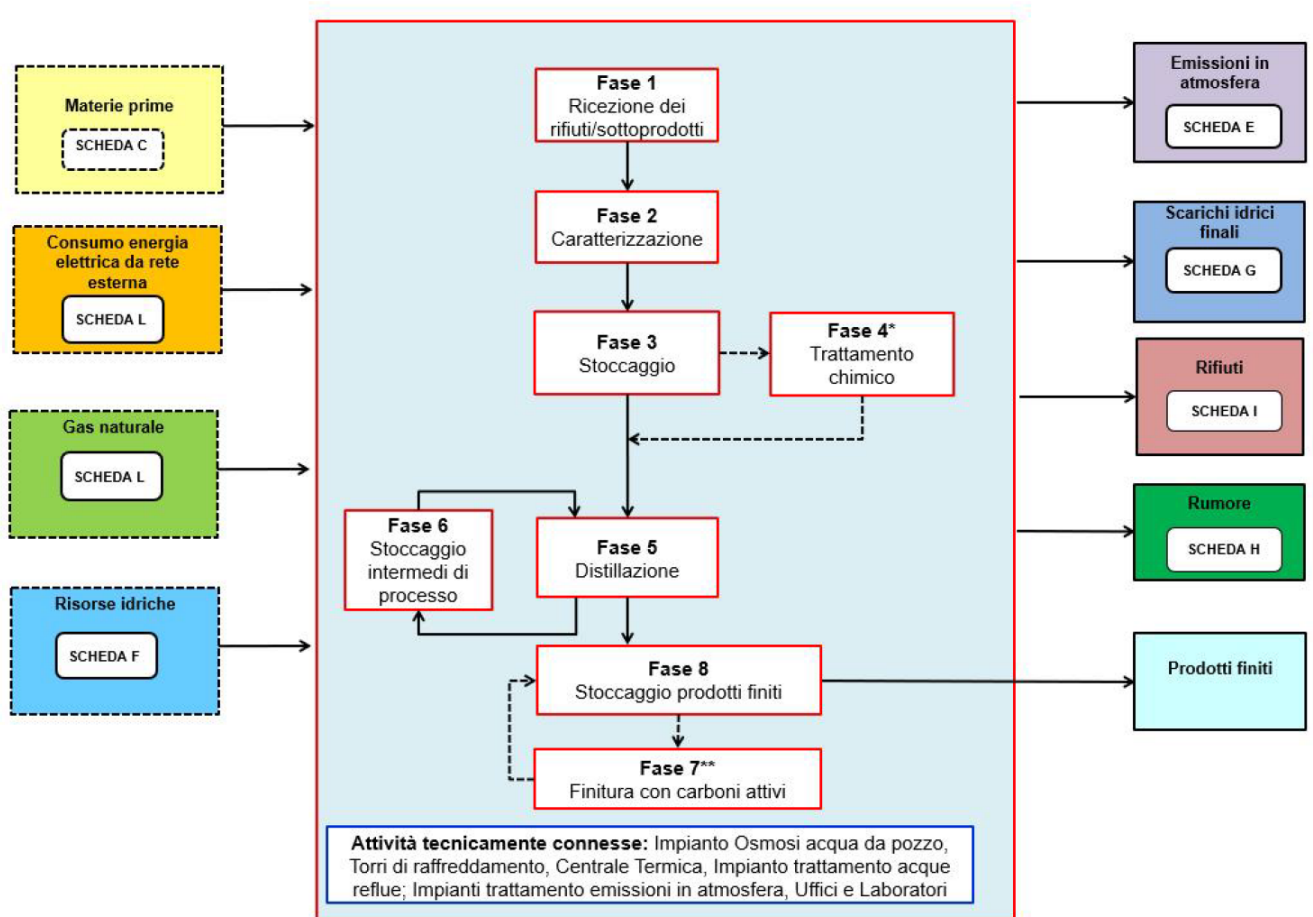 Materie prime
SCHEDA C
Consumo energia
elettrica da rete
esterna
SCHEDA L
Gas naturale
SCHEDA L
Risorse idriche
SCHEDA F
Fase 1
Ricezione dei
rifiuti/sottoprodotti
Fase 2
Caratterizzazione
Fase 3
Stoccaggio
Fase 4*
Trattamento
chimico
Fase 6
Stoccaggio
intermedi di
processo
Fase 5
Distillazione
Fase 8
Stoccaggio prodotti finiti
Fase 7**
Finitura con carboni attivi
Attività tecnicamente connesse: Impianto Osmosi acqua da pozzo,
Torri di raffreddamento, Centrale Termica, Impianto trattamento acque
reflue; Impianti trattamento emissioni in atmosfera, Uffici e Laboratori
Emissioni in
atmosfera
SCHEDA E
Scarichi idrici
finali
SCHEDA G
Rifiuti
SCHEDA I
Rumore
SCHEDA H
Prodotti finiti